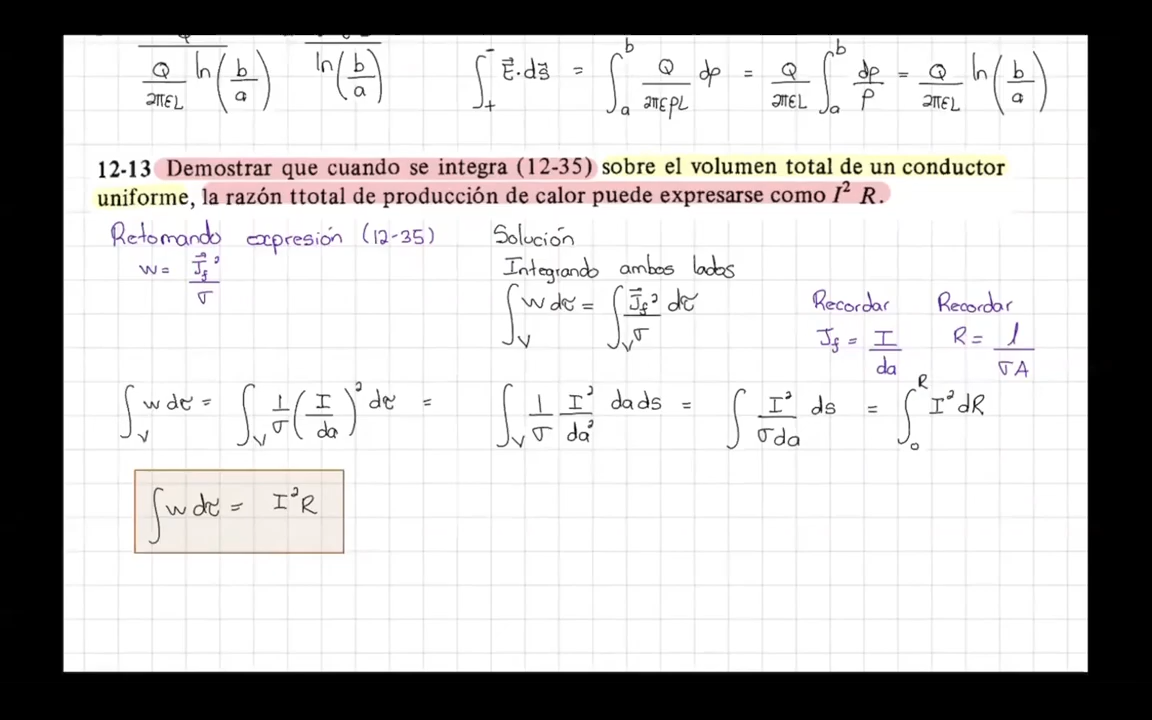 Q/2πεL ln(b/a) ln(b/a) ∫₊⁻ E⃗·ds⃗ = ∫ₐᵇ Q/2περL dρ = Q/2πεL ∫ₐᵇ dρ/ρ = Q/2πεL ln(b/a)
12-13 Demostrar que cuando se integra (12-35) sobre el volumen total de un conductor
uniforme, la razón ttotal de producción de calor puede expresarse como I² R.
Retomando expresión (12-35)
w = J⃗f²/σ
Solución
Integrando ambos lados
∫v w dτ = ∫v J⃗f²/σ dτ
Recordar
Jf = I/da
Recordar
R = l/σA
∫v w dτ = ∫v 1/σ (I/da)² dτ = ∫v 1/σ I²/da² da ds = ∫ I²/σda ds = ∫₀ᴿ I² dR
∫ w dτ = I²R